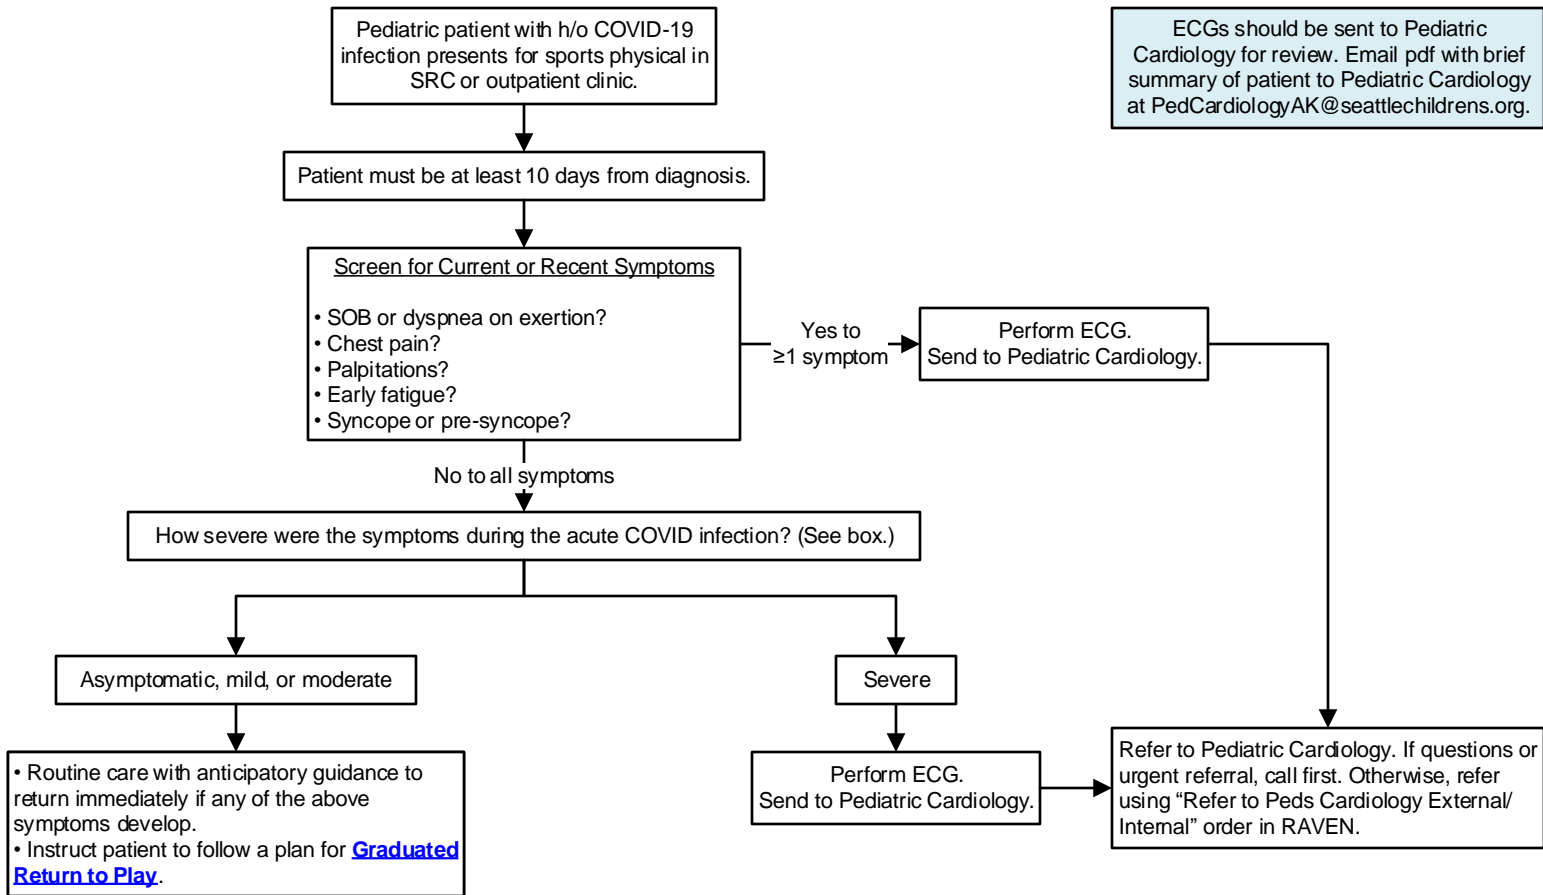 Pediatric patient with h/o COVID-19
infection presents for sports physical in
SRC or outpatient clinic.
ECGs should be sent to Pediatric
Cardiology for review. Email pdf with brief
summary of patient to Pediatric Cardiology
at PedCardiologyAK@seattlechildrens.org.
Patient must be at least 10 days from diagnosis.
Screen for Current or Recent Symptoms
• SOB or dyspnea on exertion?
• Chest pain?
• Palpitations?
• Early fatigue?
• Syncope or pre-syncope?
Yes to
≥1 symptom
Perform ECG.
Send to Pediatric Cardiology.
No to all symptoms
How severe were the symptoms during the acute COVID infection? (See box.)
Asymptomatic, mild, or moderate
Severe
• Routine care with anticipatory guidance to
return immediately if any of the above
symptoms develop.
• Instruct patient to follow a plan for Graduated
Return to Play.
Perform ECG.
Send to Pediatric Cardiology.
Refer to Pediatric Cardiology. If questions or
urgent referral, call first. Otherwise, refer
using “Refer to Peds Cardiology External/
Internal” order in RAVEN.